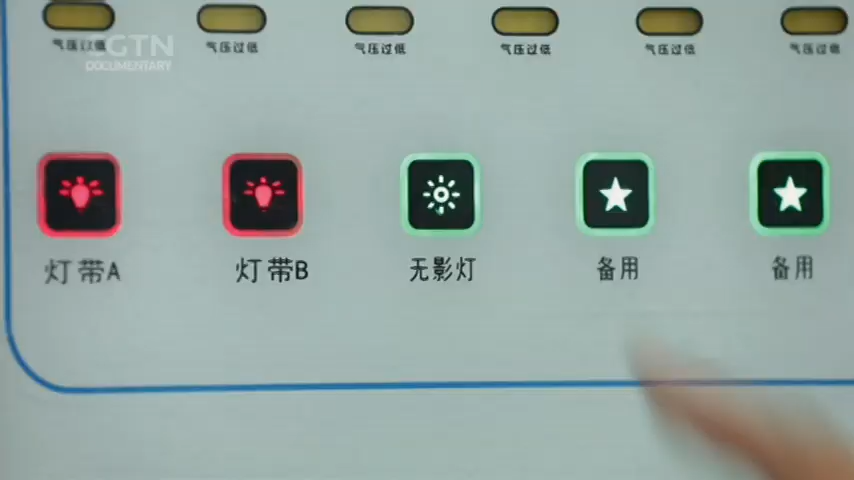 CGTN
DOCUMENTARY
气压过低 气压过低 气压过低 气压过低 气压过低 气压过低
灯带A 灯带B 无影灯 备用 备用